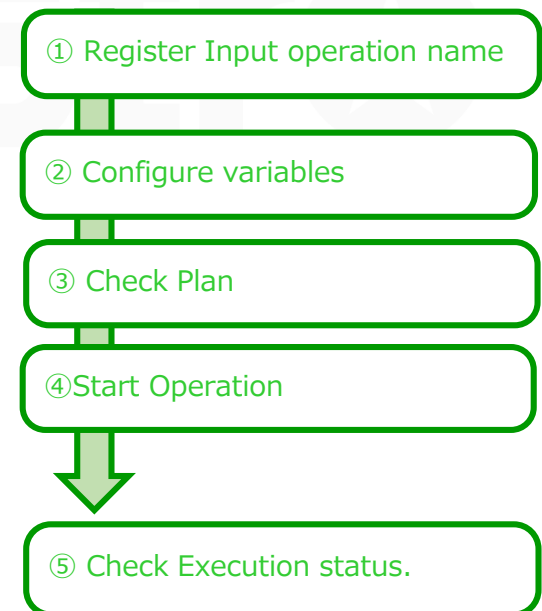 ① Register Input operation name
② Configure variables
③ Check Plan
④Start Operation
⑤ Check Execution status.